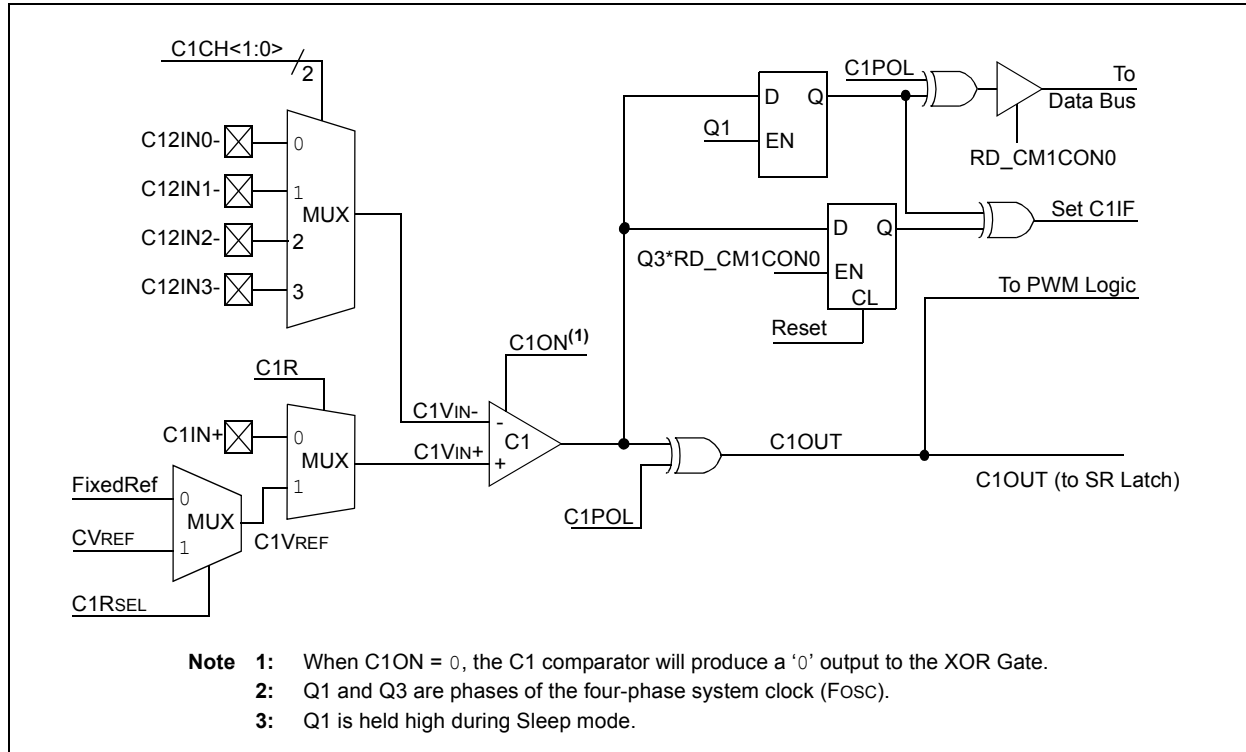 C1CH<1:0>
2
C12IN0-
0
C12IN1-
1
MUX
C12IN2-
2
C12IN3-
3
C1POL
To
Data Bus
D Q
Q1
EN
RD_CM1CON0
Set C1IF
D Q
Q3*RD_CM1CON0
EN
CL
Reset
To PWM Logic
C1ON(1)
C1R
C1VIN-
-
C1
C1IN+
0
MUX
1
C1VIN+
+
C1OUT
C1OUT (to SR Latch)
FixedRef
0
MUX
CVREF
1
C1VREF
C1POL
C1RSEL
Note 1: When C1ON = 0, the C1 comparator will produce a ‘0’ output to the XOR Gate.
2: Q1 and Q3 are phases of the four-phase system clock (FOSC).
3: Q1 is held high during Sleep mode.